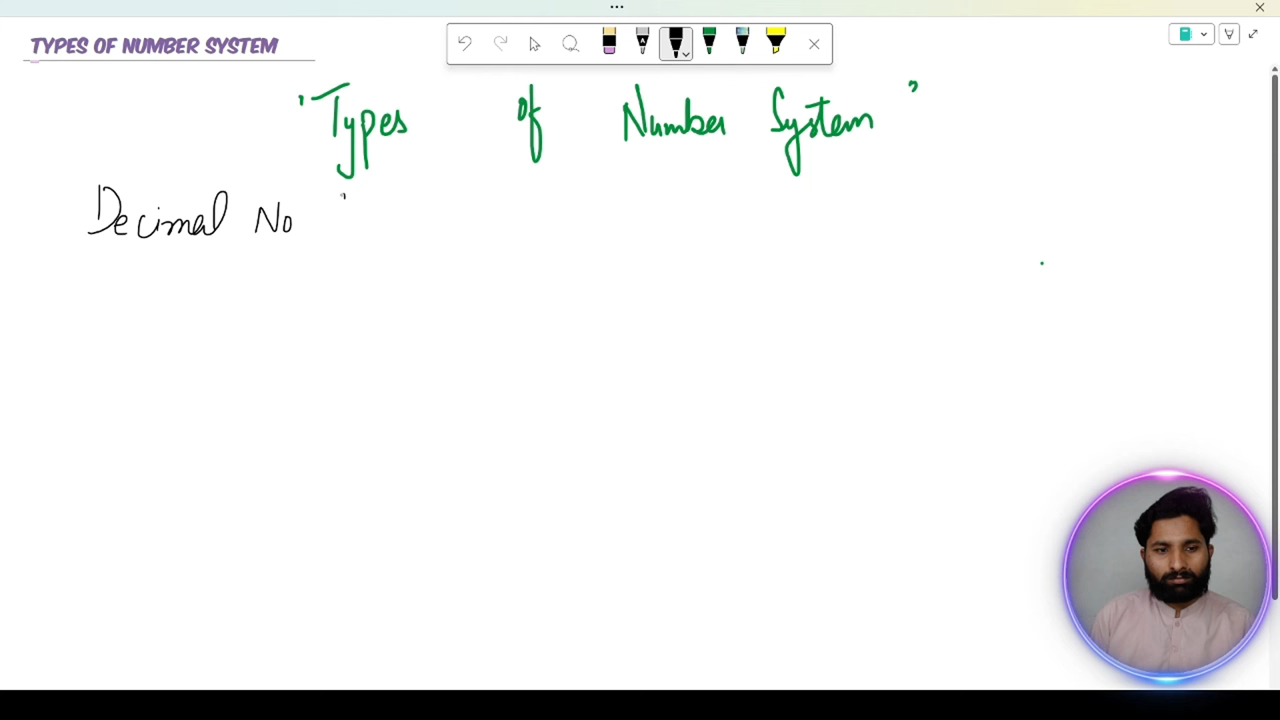 TYPES OF NUMBER SYSTEM
"Types of Number System"
Decimal No